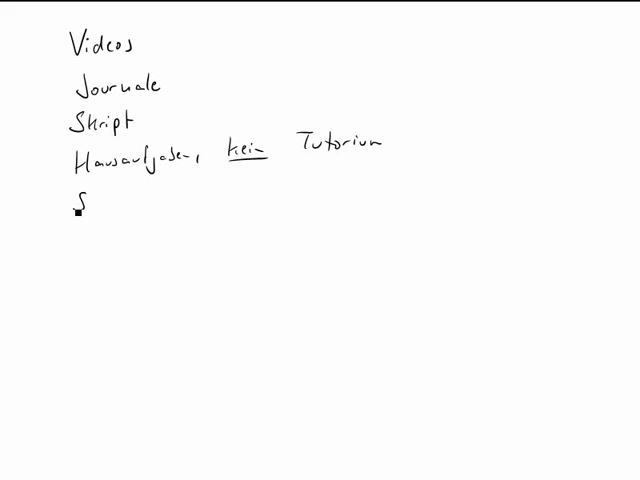 Videos
Journale
Skript
Hausaufgaben, kein Tutorium
S